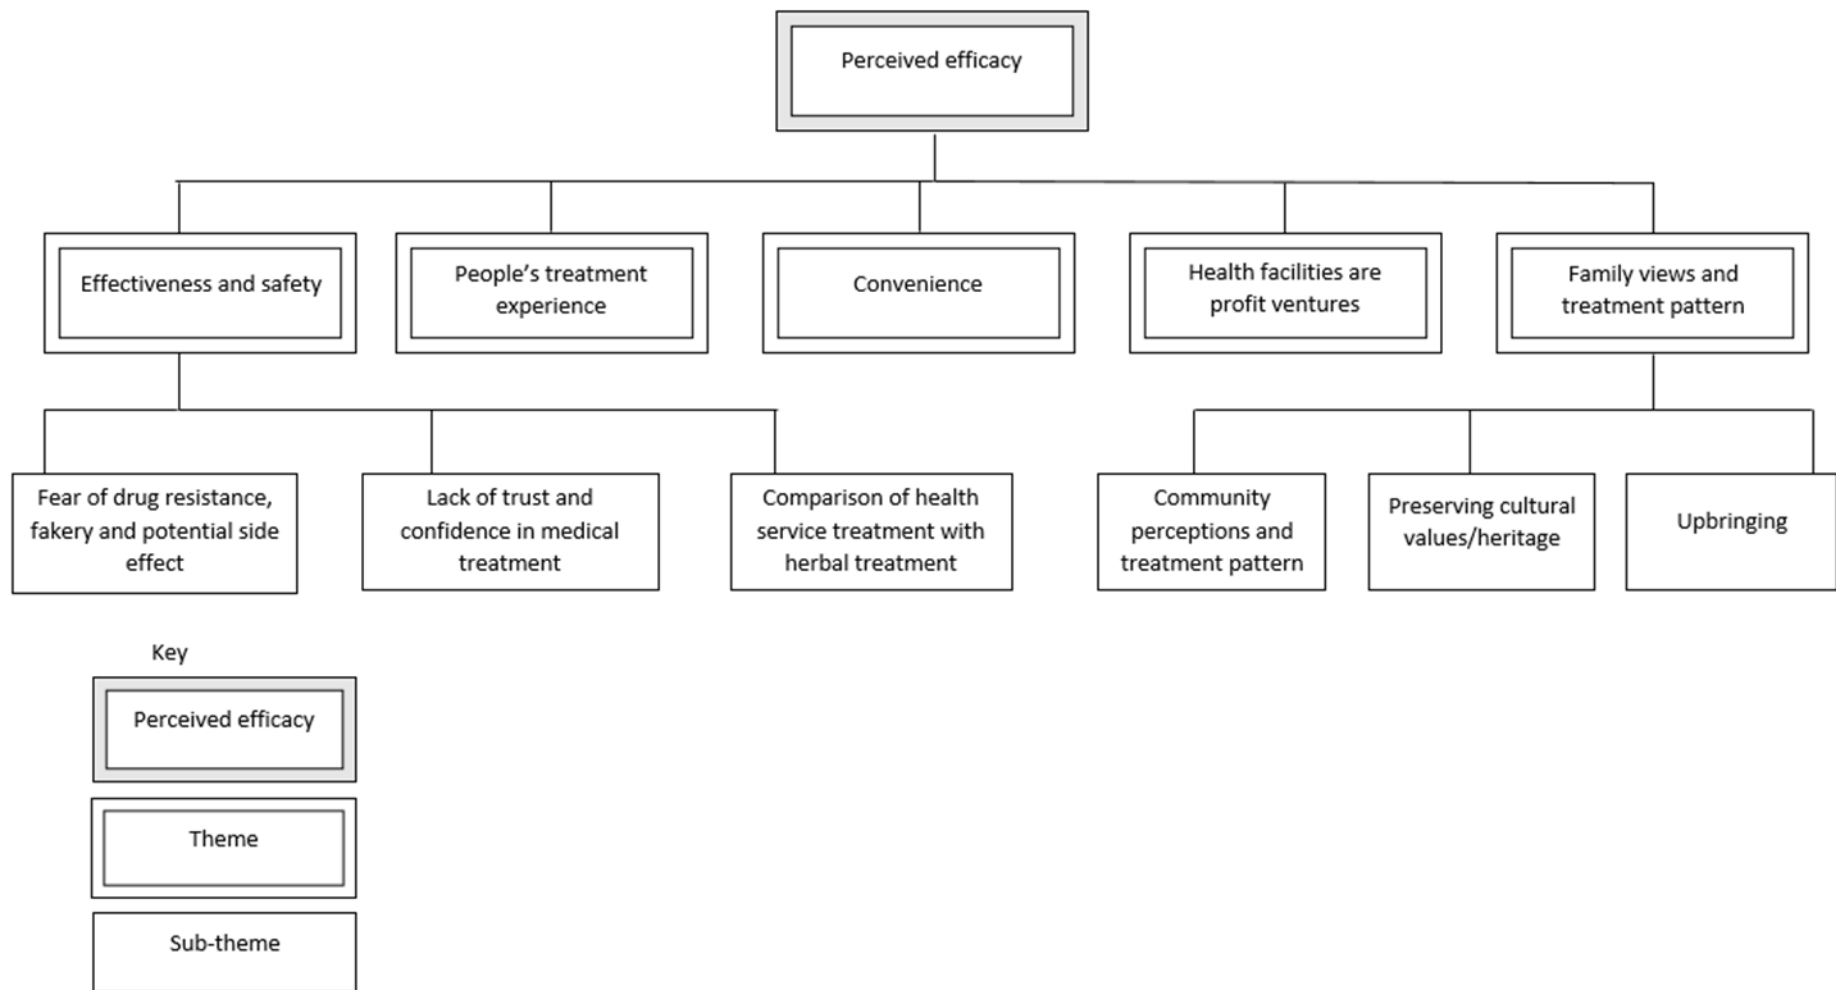 Perceived efficacy
Effectiveness and safety
People’s treatment
experience
Convenience
Health facilities are
profit ventures
Family views and
treatment pattern
Fear of drug resistance,
fakery and potential side
effect
Lack of trust and
confidence in medical
treatment
Comparison of health
service treatment with
herbal treatment
Community
perceptions and
treatment pattern
Preserving cultural
values/heritage
Upbringing
Key
Perceived efficacy
Theme
Sub-theme